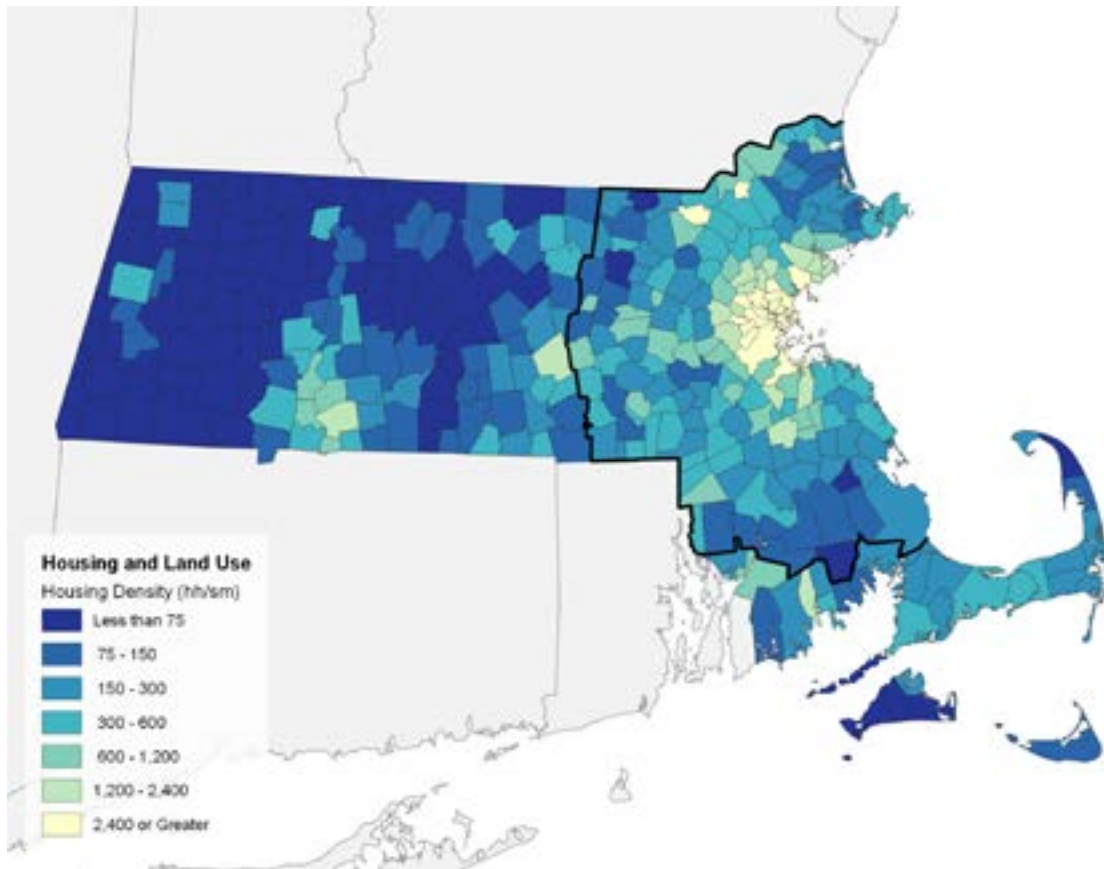 Housing and Land Use
Housing Density (hh/sm)
Less than 75
75 - 150
150 - 300
300 - 600
600 - 1,200
1,200 - 2,400
2,400 or Greater